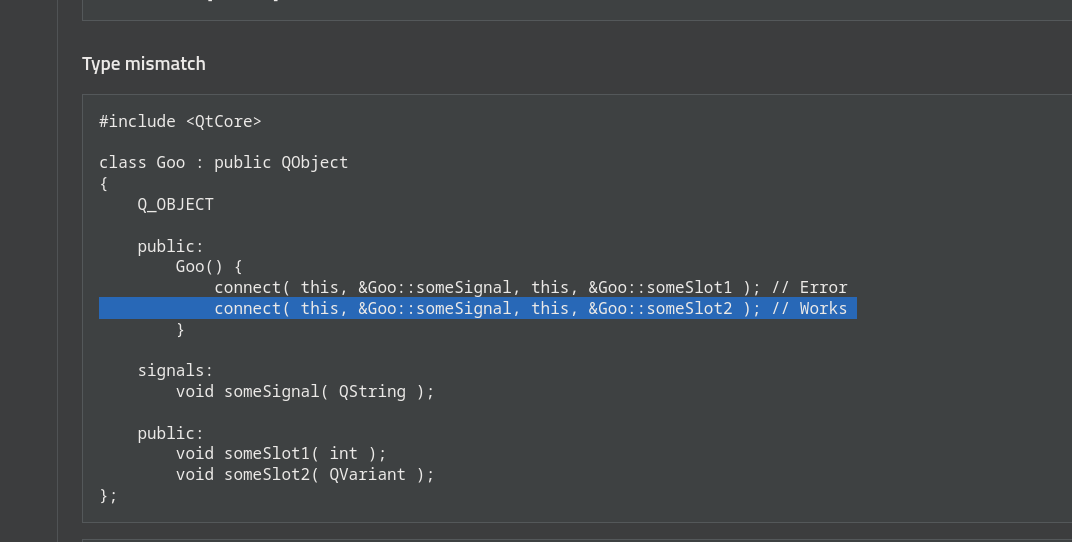 Type mismatch
#include <QtCore>
class Goo : public QObject
{
    Q_OBJECT
    public:
        Goo() {
            connect( this, &Goo::someSignal, this, &Goo::someSlot1 ); // Error
            connect( this, &Goo::someSignal, this, &Goo::someSlot2 ); // Works
        }
    signals:
        void someSignal( QString );
    public:
        void someSlot1( int );
        void someSlot2( QVariant );
};